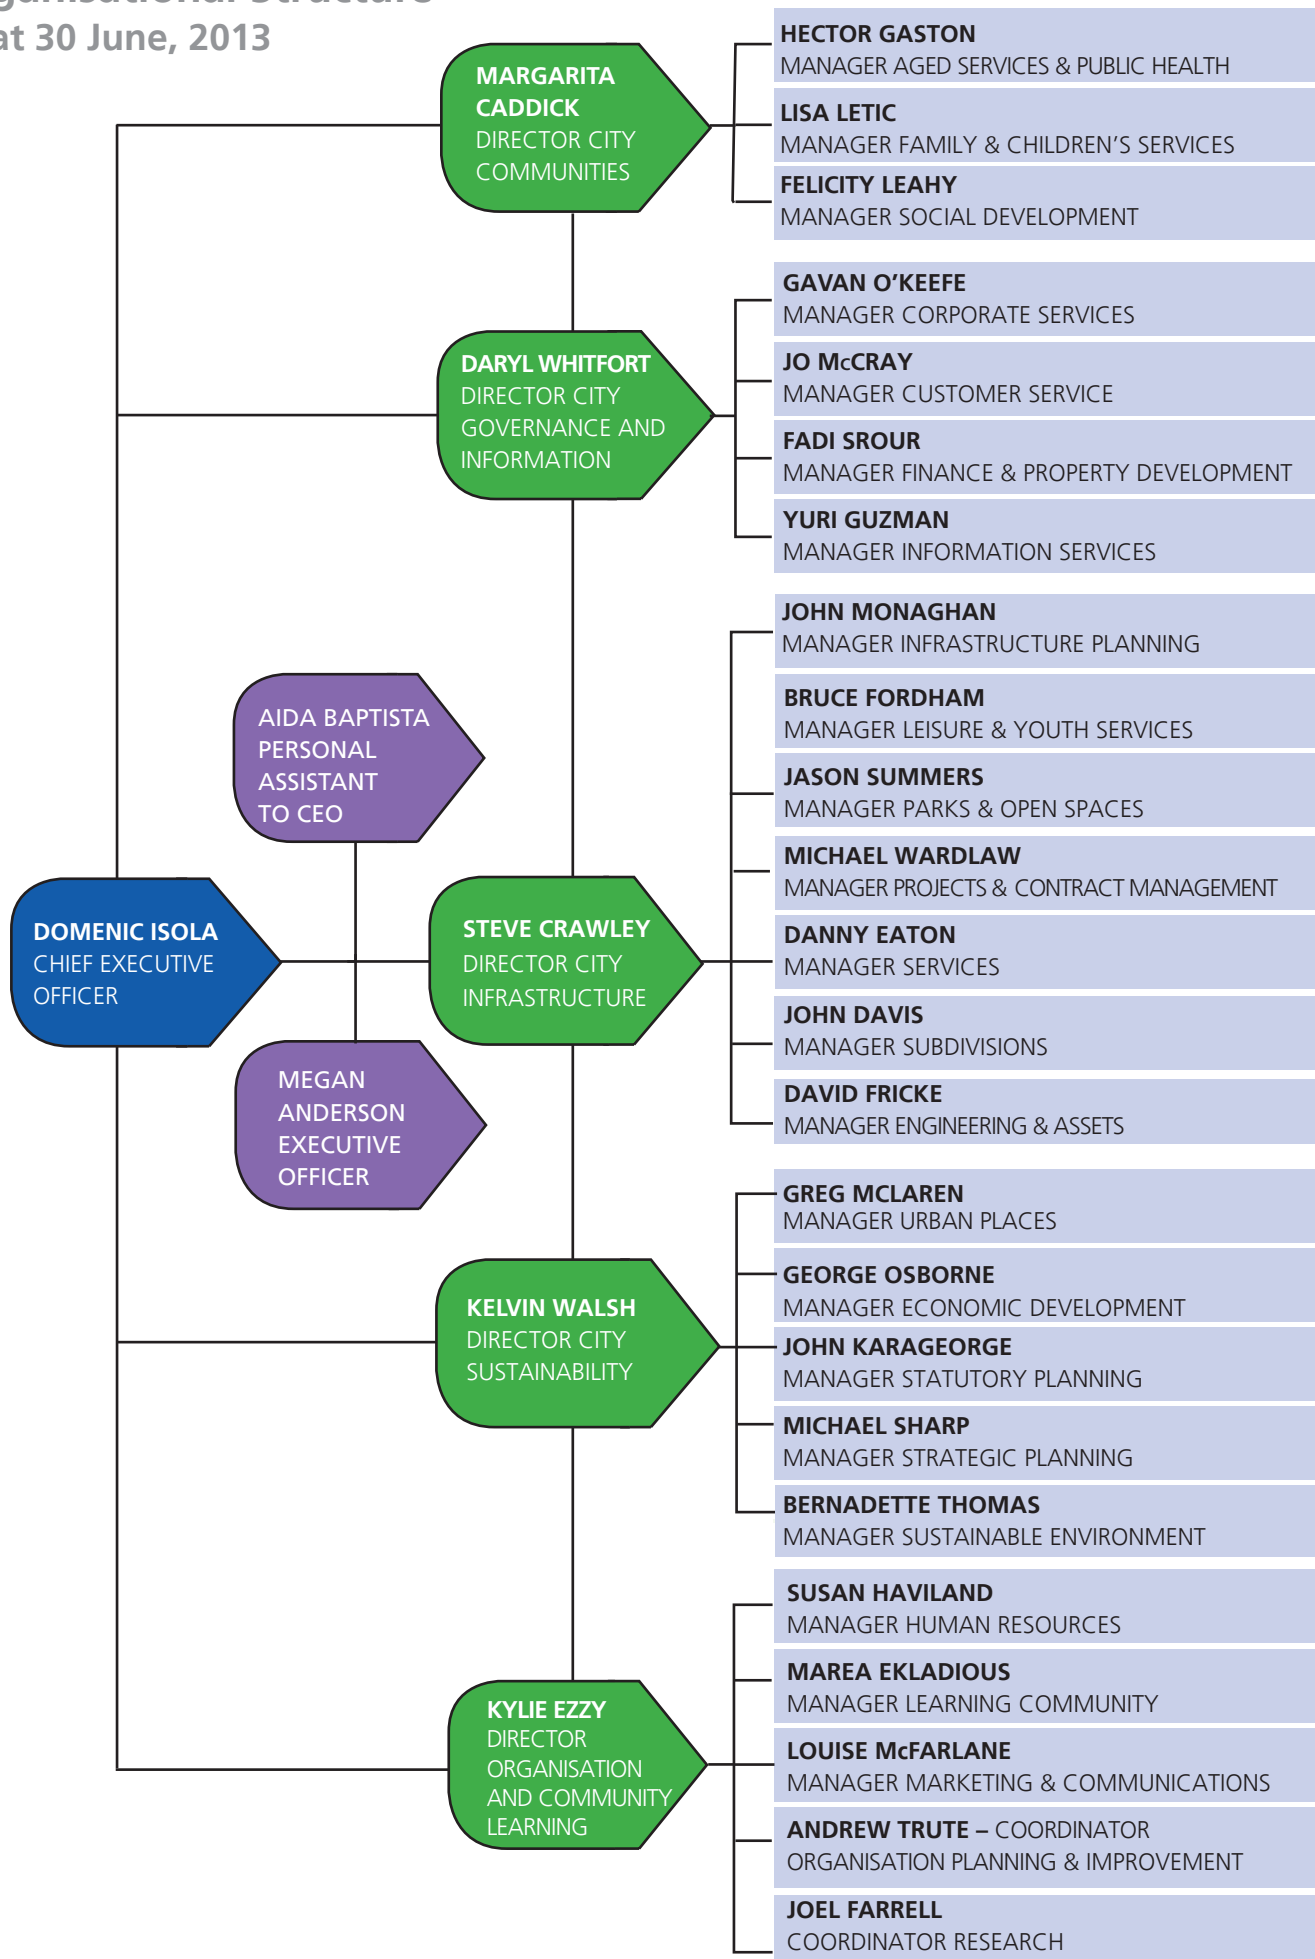 at 30 June, 2013
MARGARITA
CADDICK
DIRECTOR CITY
COMMUNITIES
HECTOR GASTON
MANAGER AGED SERVICES & PUBLIC HEALTH
LISA LETIC
MANAGER FAMILY & CHILDREN'S SERVICES
FELICITY LEAHY
MANAGER SOCIAL DEVELOPMENT
DARYL WHITFORT
DIRECTOR CITY
GOVERNANCE AND
INFORMATION
GAVAN O'KEEFE
MANAGER CORPORATE SERVICES
JO McCRAY
MANAGER CUSTOMER SERVICE
FADI SROUR
MANAGER FINANCE & PROPERTY DEVELOPMENT
YURI GUZMAN
MANAGER INFORMATION SERVICES
AIDA BAPTISTA
PERSONAL
ASSISTANT
TO CEO
DOMENIC ISOLA
CHIEF EXECUTIVE
OFFICER
MEGAN
ANDERSON
EXECUTIVE
OFFICER
STEVE CRAWLEY
DIRECTOR CITY
INFRASTRUCTURE
JOHN MONAGHAN
MANAGER INFRASTRUCTURE PLANNING
BRUCE FORDHAM
MANAGER LEISURE & YOUTH SERVICES
JASON SUMMERS
MANAGER PARKS & OPEN SPACES
MICHAEL WARDLAW
MANAGER PROJECTS & CONTRACT MANAGEMENT
DANNY EATON
MANAGER SERVICES
JOHN DAVIS
MANAGER SUBDIVISIONS
DAVID FRICKE
MANAGER ENGINEERING & ASSETS
KELVIN WALSH
DIRECTOR CITY
SUSTAINABILITY
GREG MCLAREN
MANAGER URBAN PLACES
GEORGE OSBORNE
MANAGER ECONOMIC DEVELOPMENT
JOHN KARAGEORGE
MANAGER STATUTORY PLANNING
MICHAEL SHARP
MANAGER STRATEGIC PLANNING
BERNADETTE THOMAS
MANAGER SUSTAINABLE ENVIRONMENT
KYLIE EZZY
DIRECTOR
ORGANISATION
AND COMMUNITY
LEARNING
SUSAN HAVILAND
MANAGER HUMAN RESOURCES
MAREA EKLADIOUS
MANAGER LEARNING COMMUNITY
LOUISE McFARLANE
MANAGER MARKETING & COMMUNICATIONS
ANDREW TRUTE – COORDINATOR
ORGANISATION PLANNING & IMPROVEMENT
JOEL FARRELL
COORDINATOR RESEARCH